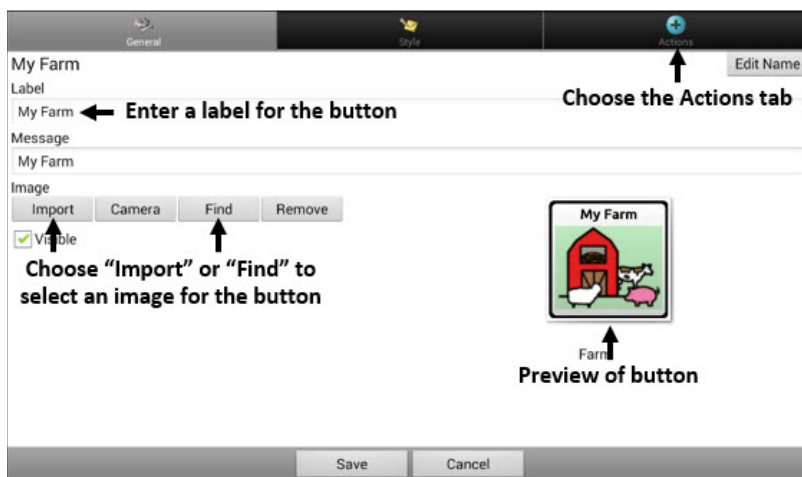 General
Style
Actions
My Farm
Edit Name
Label
Choose the Actions tab
My Farm
Enter a label for the button
Message
My Farm
Image
Import
Camera
Find
Remove
My Farm
Visible
Choose “Import” or “Find” to
select an image for the button
Farm
Preview of button
Save
Cancel